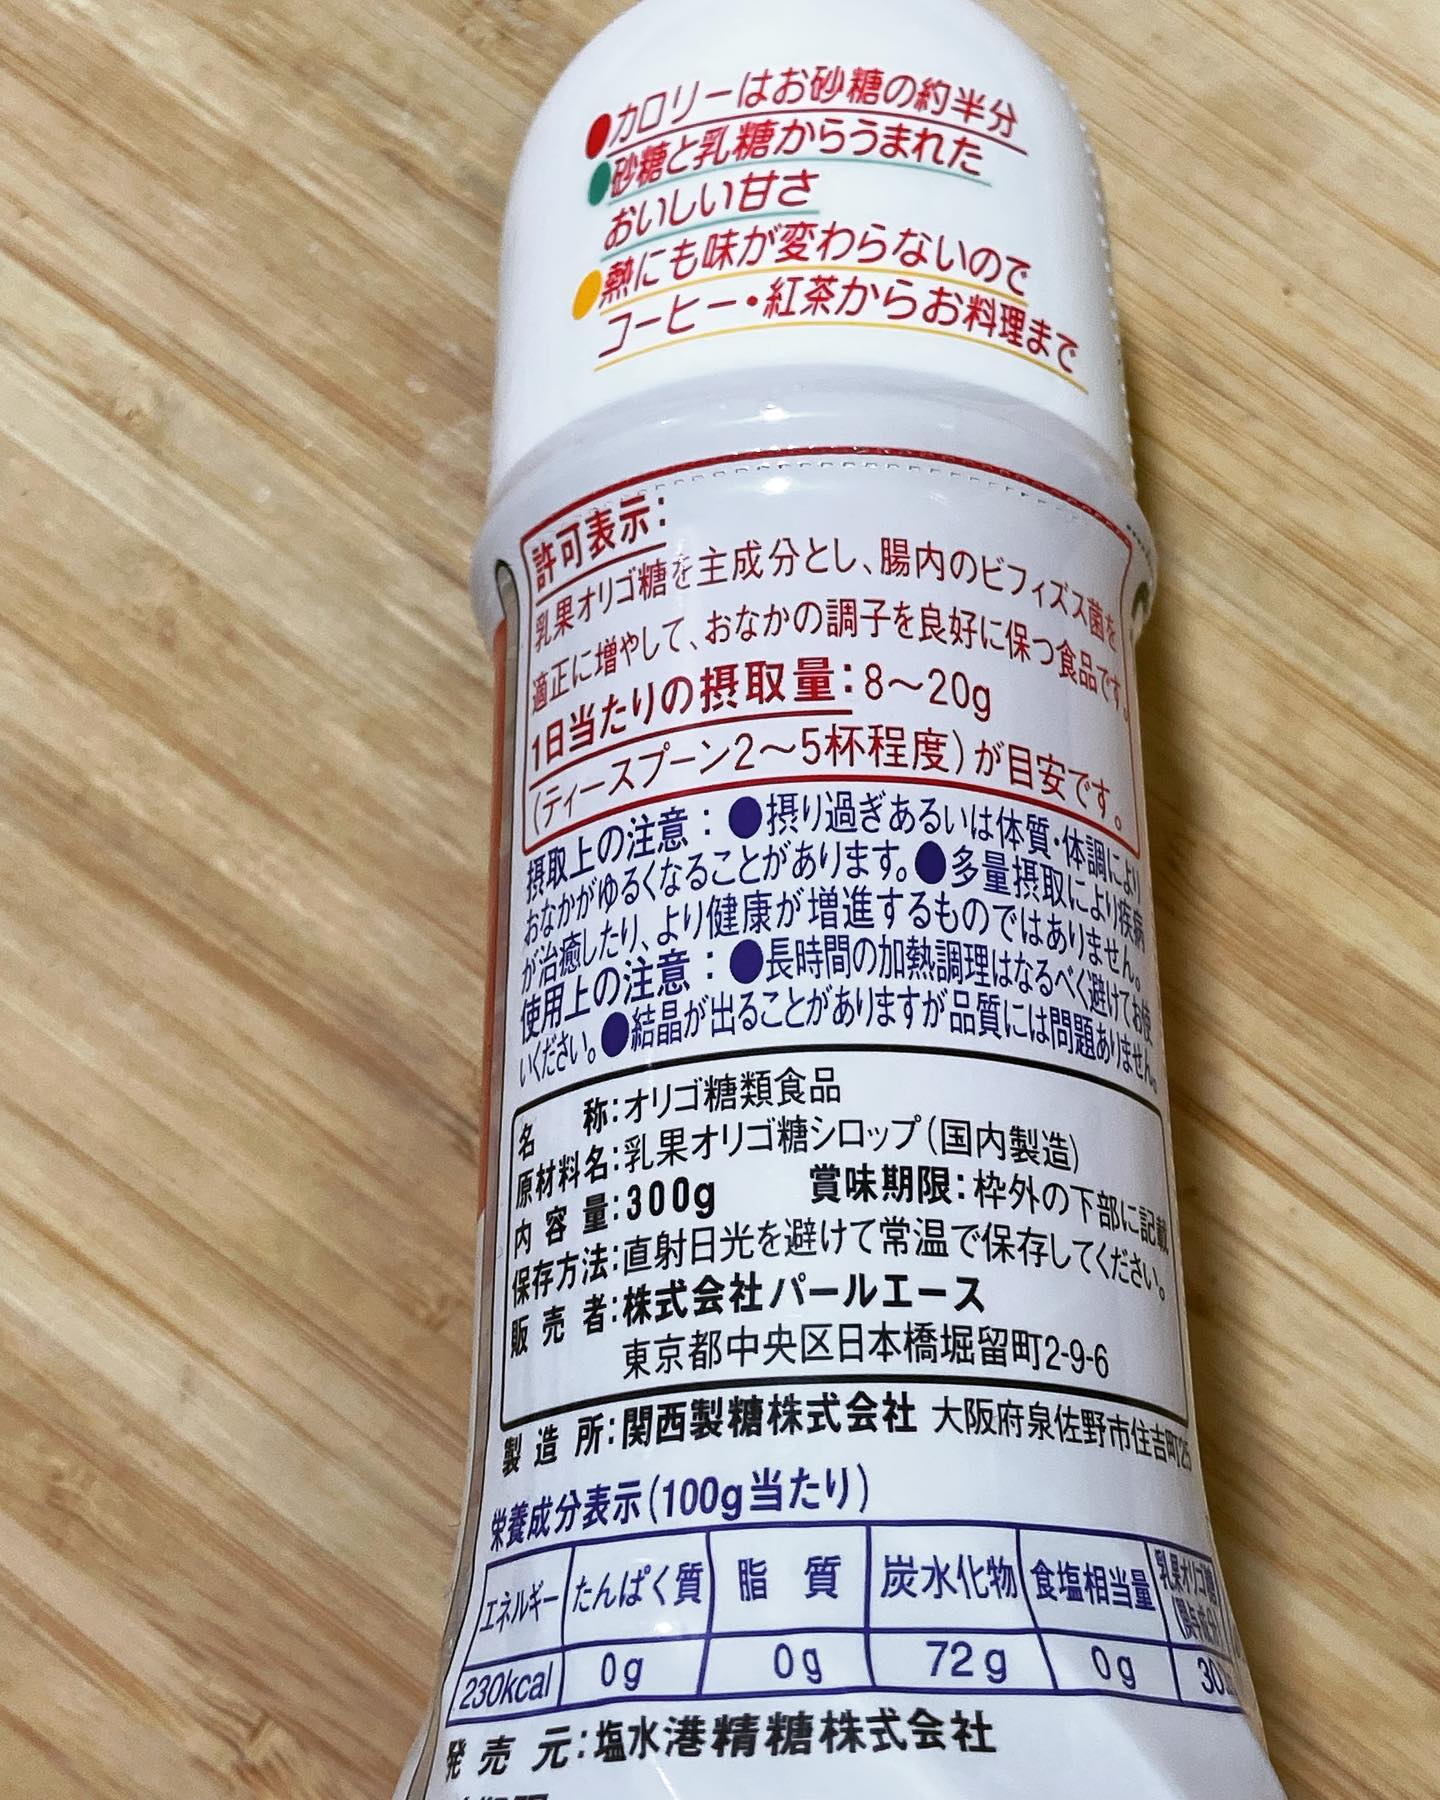 ●カロリーはお砂糖の約半分
●砂糖と乳糖からうまれた
おいしい甘さ
●熱にも味が変わらないので
コーヒー・紅茶からお料理まで
許可表示：
乳果オリゴ糖を主成分とし、腸内のビフィズス菌を
適正に増やして、おなかの調子を良好に保つ食品です。
1日当たりの摂取量：8～20g
（ティースプーン2～5杯程度）が目安です。
摂取上の注意：●摂り過ぎあるいは体質・体調により
おなかがゆるくなることがあります。●多量摂取により疾病
が治癒したり、より健康が増進するものではありません。
使用上の注意：●長時間の加熱調理はなるべく避けてお使
いください。●結晶が出ることがありますが品質には問題ありません。
名　称：オリゴ糖類食品
原材料名：乳果オリゴ糖シロップ（国内製造）
内容量：300g　賞味期限：枠外の下部に記載
保存方法：直射日光を避けて常温で保存してください。
販売者：株式会社パールエース
東京都中央区日本橋堀留町2-9-6
製造所：関西製糖株式会社 大阪府泉佐野市住吉町25
栄養成分表示（100g当たり）
エネルギー たんぱく質 脂質 炭水化物 食塩相当量 乳果オリゴ糖
（関与成分）
230kcal 0g 0g 72g 0g
発売元：塩水港精糖株式会社